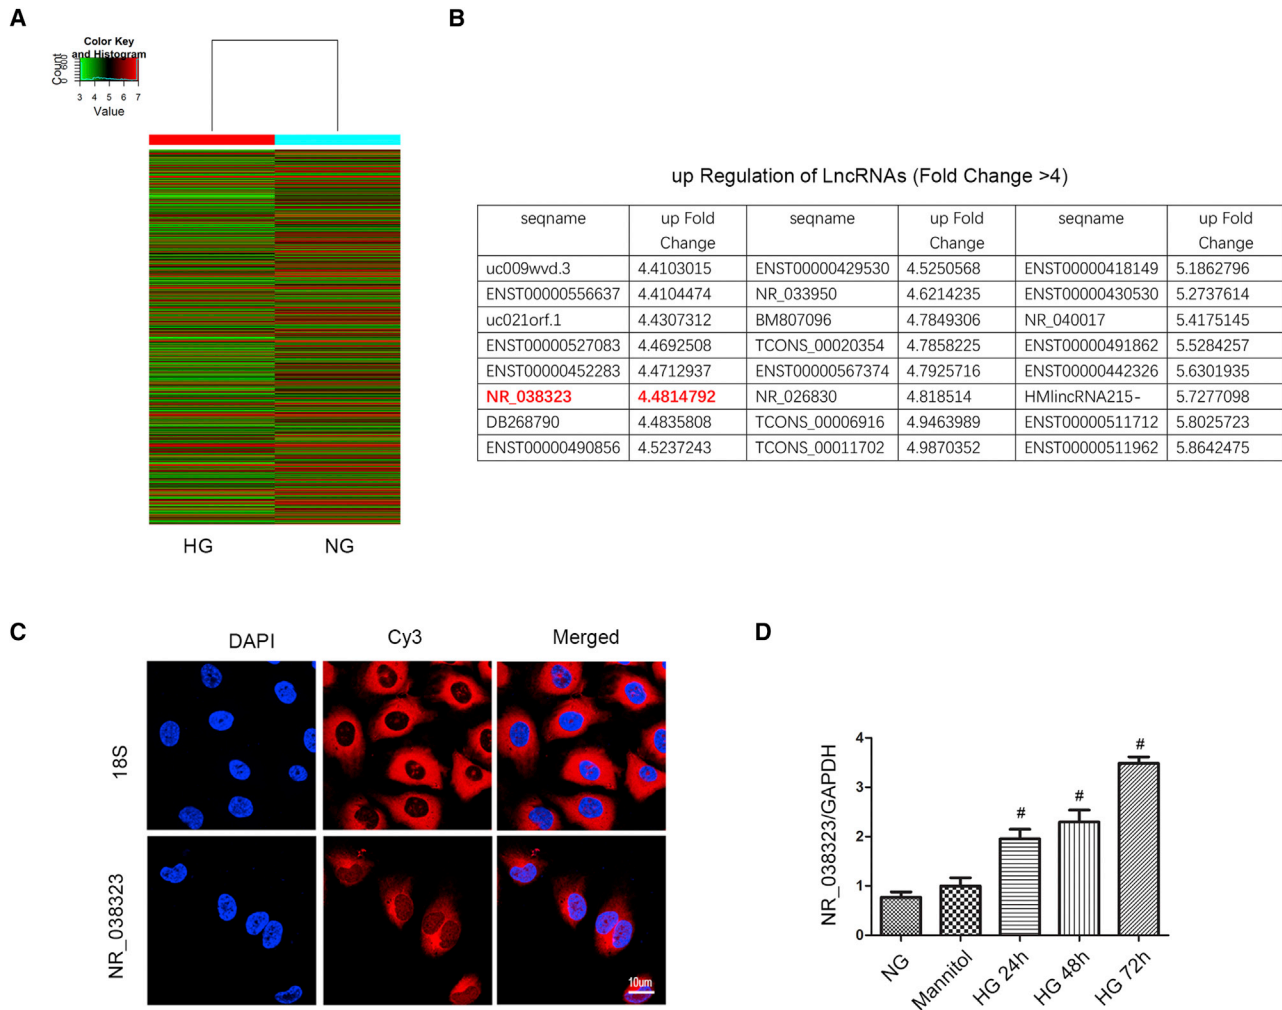 A
Color Key
and Histogram
Count
0 600
3 4 5 6 7
Value
HG NG
B
up Regulation of LncRNAs (Fold Change >4)
seqname up Fold Change seqname up Fold Change seqname up Fold Change
uc009wvd.3 4.4103015 ENST00000429530 4.5250568 ENST00000418149 5.1862796
ENST00000556637 4.4104474 NR_033950 4.6214235 ENST00000430530 5.2737614
uc021orf.1 4.4307312 BM807096 4.7849306 NR_040017 5.4175145
ENST00000527083 4.4692508 TCONS_00020354 4.7858225 ENST00000491862 5.5284257
ENST00000452283 4.4712937 ENST00000567374 4.7925716 ENST00000442326 5.6301935
NR_038323 4.4814792 NR_026830 4.818514 HMlincRNA215- 5.7277098
DB268790 4.4835808 TCONS_00006916 4.9463989 ENST00000511712 5.8025723
ENST00000490856 4.5237243 TCONS_00011702 4.9870352 ENST00000511962 5.8642475
C
DAPI Cy3 Merged
18S
NR_038323
10um
D
NR_038323/GAPDH
4
3
2
1
0
# # #
NG Mannitol HG 24h HG 48h HG 72h